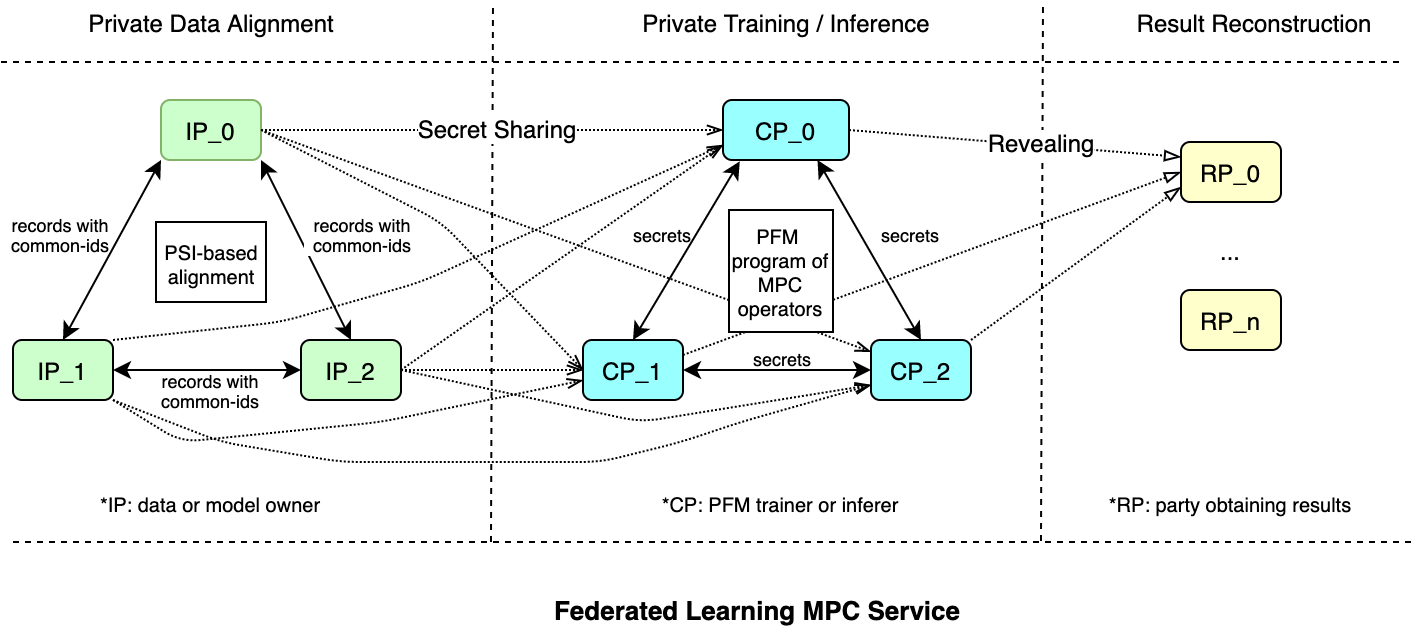 Private Data Alignment
Private Training / Inference
Result Reconstruction
IP_0
Secret Sharing
CP_0
Revealing
RP_0
records with
common-ids
PSI-based
alignment
records with
common-ids
secrets
PFM
program of
MPC
operators
secrets
...
RP_n
IP_1
records with
common-ids
IP_2
CP_1
secrets
CP_2
*IP: data or model owner
*CP: PFM trainer or inferer
*RP: party obtaining results
Federated Learning MPC Service